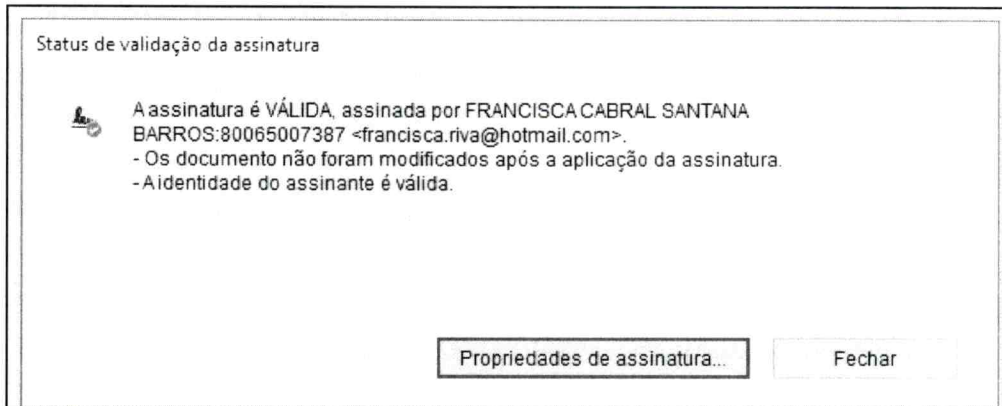 Status de validação da assinatura
A assinatura é VÁLIDA, assinada por FRANCISCA CABRAL SANTANA
BARROS:80065007387 <francisca.riva@hotmail.com>.
- Os documento não foram modificados após a aplicação da assinatura.
- A identidade do assinante é válida.
Propriedades de assinatura... Fechar